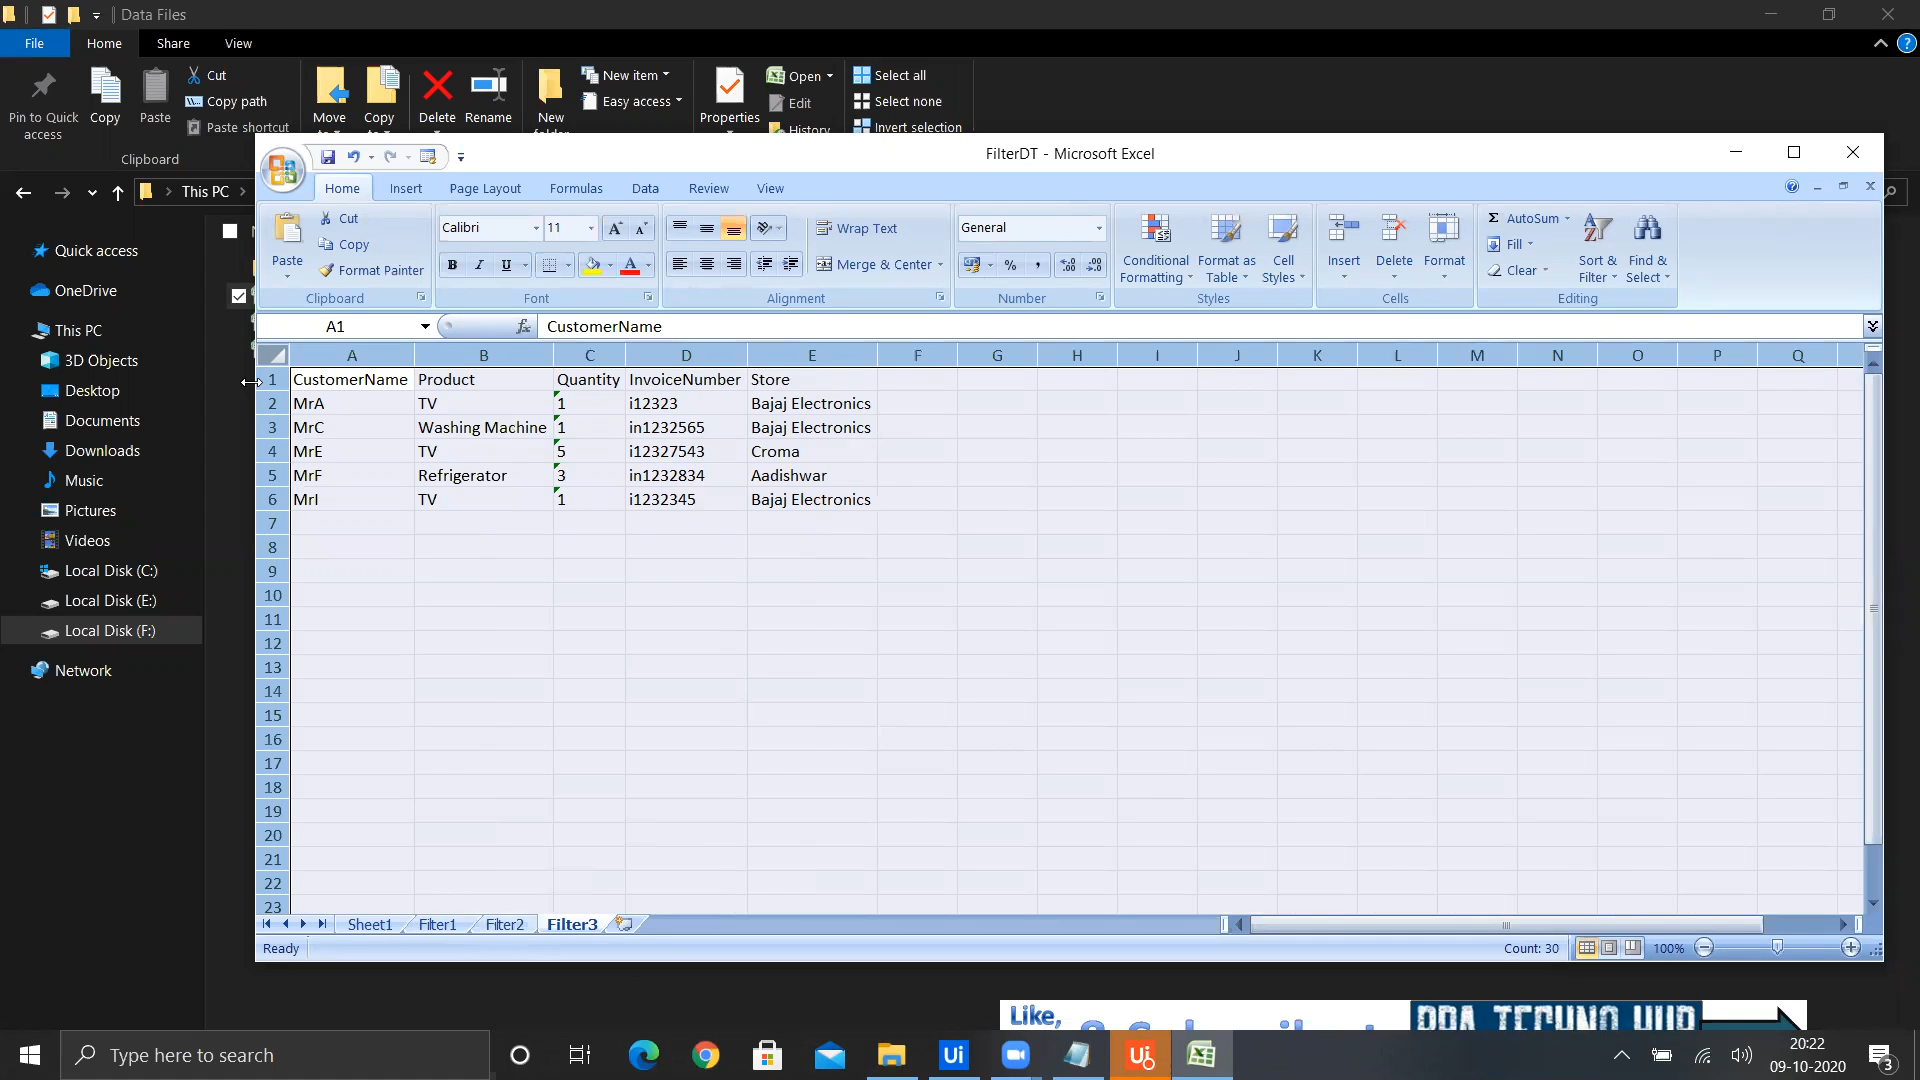 Data Files
File Home Share View
Pin to Quick access
Copy
Paste
Cut
Copy path
Paste shortcut
Clipboard
Move
Copy
Delete
Rename
New
New item
Easy access
Properties
Open
Edit
History
Select all
Select none
Invert selection
This PC
FilterDT - Microsoft Excel
Home Insert Page Layout Formulas Data Review View
Paste
Cut
Copy
Format Painter
Clipboard
Calibri 11
B I U
Font
Wrap Text
Merge & Center
Alignment
General
Number
Conditional Formatting
Format as Table
Cell Styles
Styles
Insert Delete Format
Cells
AutoSum
Fill
Clear
Sort & Filter
Find & Select
Editing
A1 fx CustomerName
A B C D E F G H I J K L M N O P Q
1 CustomerName Product Quantity InvoiceNumber Store
2 MrA TV 1 i12323 Bajaj Electronics
3 MrC Washing Machine 1 in1232565 Bajaj Electronics
4 MrE TV 5 i12327543 Croma
5 MrF Refrigerator 3 in1232834 Aadishwar
6 MrI TV 1 i1232345 Bajaj Electronics
7
8
9
10
11
12
13
14
15
16
17
18
19
20
21
22
23
Sheet1 Filter1 Filter2 Filter3
Ready Count: 30 100%
Quick access
OneDrive
This PC
3D Objects
Desktop
Documents
Downloads
Music
Pictures
Videos
Local Disk (C:)
Local Disk (E:)
Local Disk (F:)
Network
Like,
Type here to search
Ui
Ui
20:22
09-10-2020
3